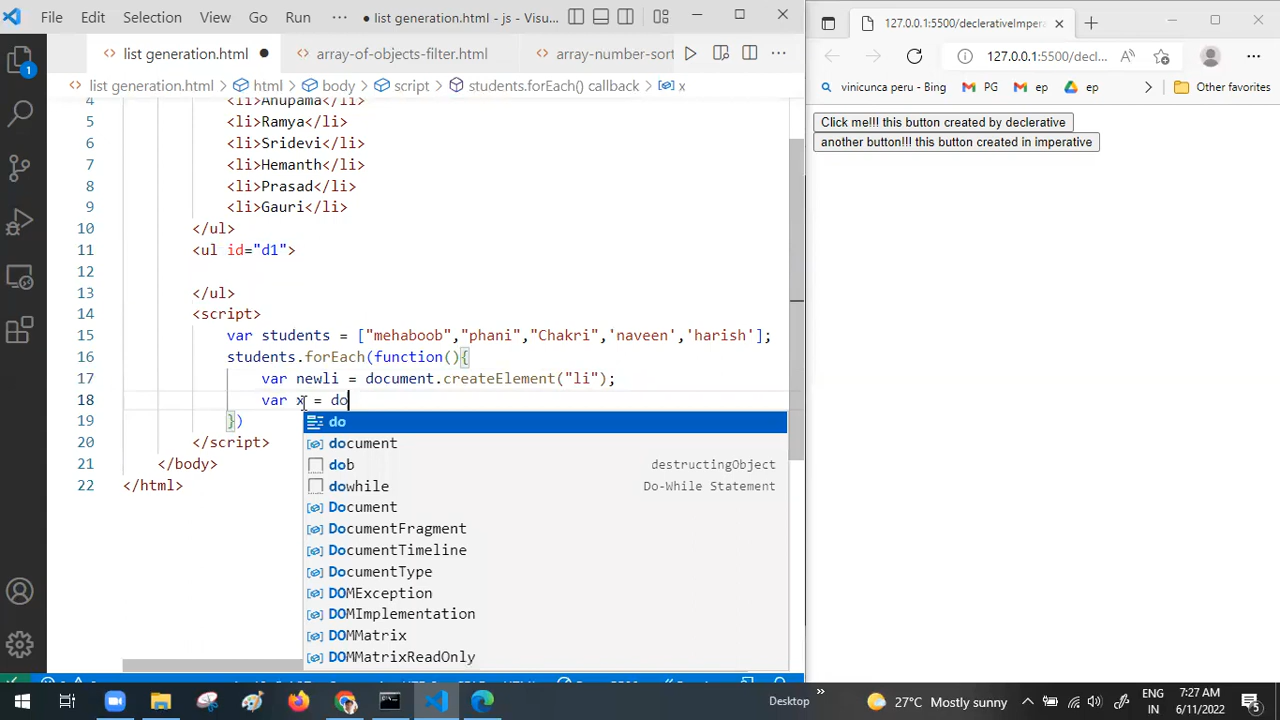 File Edit Selection View Go Run ··· ● list generation.html - js - Visu...
list generation.html ● array-of-objects-filter.html array-number-sort
list generation.html > html > body > script > students.forEach() callback > x
4 <li>Anupama</li>
5 <li>Ramya</li>
6 <li>Sridevi</li>
7 <li>Hemanth</li>
8 <li>Prasad</li>
9 <li>Gauri</li>
10 </ul>
11 <ul id="d1">
12
13 </ul>
14 <script>
15 var students = ["mehaboob","phani","Chakri",'naveen','harish'];
16 students.forEach(function(){
17 var newli = document.createElement("li");
18 var x = do
19 })
20 </script>
21 </body>
22 </html>
do
document
dob destructingObject
dowhile Do-While Statement
Document
DocumentFragment
DocumentTimeline
DocumentType
DOMException
DOMImplementation
DOMMatrix
DOMMatrixReadOnly
1
127.0.0.1:5500/declerativeImpera
127.0.0.1:5500/decl...
vinicunca peru - Bing PG ep ep Other favorites
Click me!!! this button created by declerative
another button!!! this button created in imperative
Desktop » 27°C Mostly sunny ENG IN 7:27 AM 6/11/2022 5